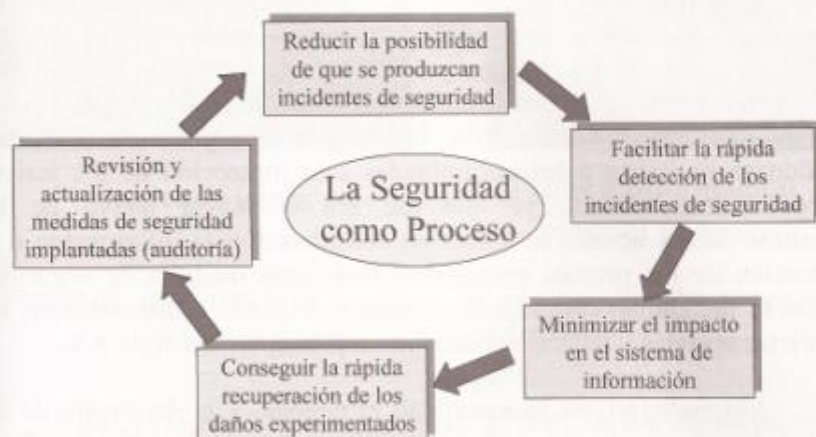 Reducir la posibilidad
de que se produzcan
incidentes de seguridad
Facilitar la rápida
detección de los
incidentes de seguridad
Minimizar el impacto
en el sistema de
información
Conseguir la rápida
recuperación de los
daños experimentados
Revisión y
actualización de las
medidas de seguridad
implantadas (auditoría)
La Seguridad
como Proceso